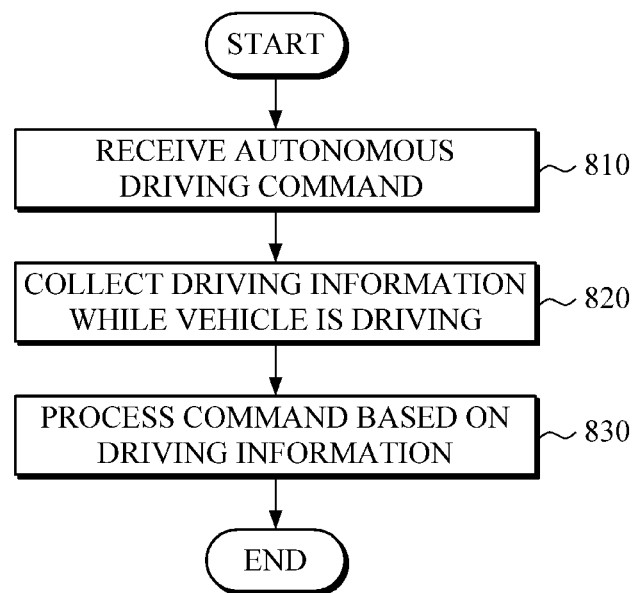 START
RECEIVE AUTONOMOUS
DRIVING COMMAND
810
COLLECT DRIVING INFORMATION
WHILE VEHICLE IS DRIVING
820
PROCESS COMMAND BASED ON
DRIVING INFORMATION
830
END